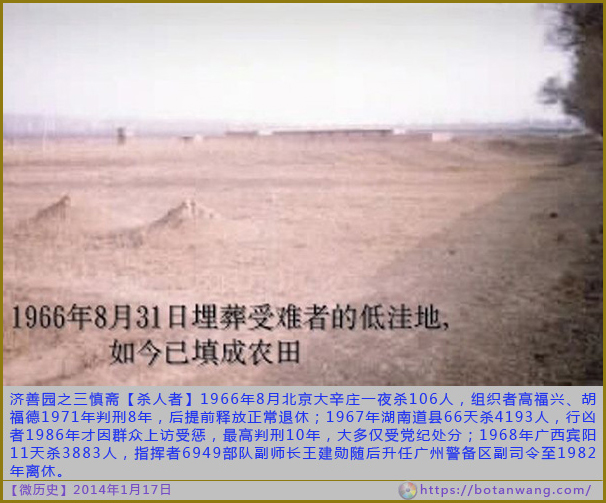 1966年8月31日埋葬受难者的低洼地，
如今已填成农田
济善园之三慎斋【杀人者】1966年8月北京大辛庄一夜杀106人，组织者高福兴、胡
福德1971年判刑8年，后提前释放正常退休；1967年湖南道县66天杀4193人，行凶
者1986年才因群众上访受惩，最高判刑10年，大多仅受党纪处分；1968年广西宾阳
11天杀3883人，指挥者6949部队副师长王建勋随后升任广州警备区副司令至1982
年离休。
【微历史】2014年1月17日
https://botanwang.com/